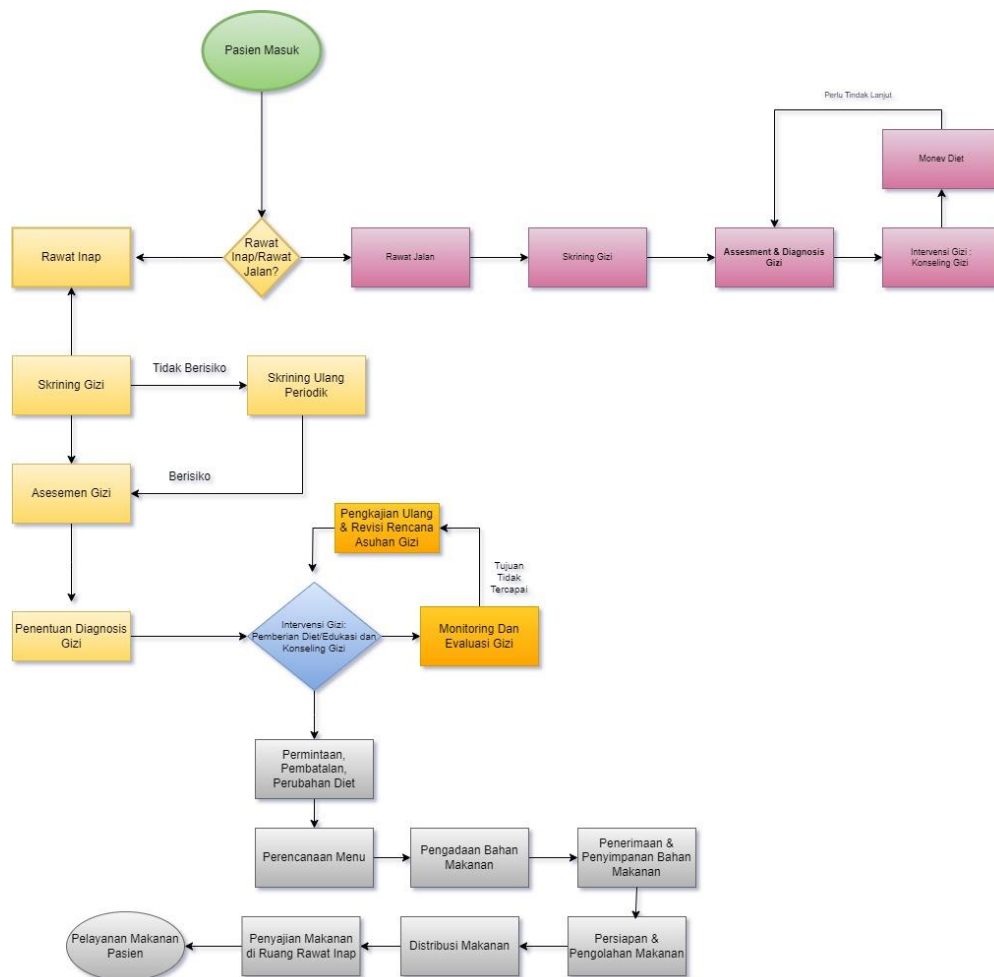 Pasien Masuk
Perlu Tindak Lanjut
Monev Diet
Rawat Inap
Rawat
Inap/Rawat
Jalan?
Rawat Jalan
Skrining Gizi
Assesment & Diagnosis
Gizi
Intervensi Gizi :
Konseling Gizi
Skrining Gizi
Tidak Berisiko
Skrining Ulang
Periodik
Asesemen Gizi
Berisiko
Pengkajian Ulang
& Revisi Rencana
Asuhan Gizi
Tujuan
Tidak
Tercapai
Penentuan Diagnosis
Gizi
Intervensi Gizi:
Pemberian Diet/Edukasi dan
Konseling Gizi
Monitoring Dan
Evaluasi Gizi
Permintaan,
Pembatalan,
Perubahan Diet
Perencanaan Menu
Pengadaan Bahan
Makanan
Penerimaan &
Penyimpanan Bahan
Makanan
Pelayanan Makanan
Pasien
Penyajian Makanan
di Ruang Rawat Inap
Distribusi Makanan
Persiapan &
Pengolahan Makanan